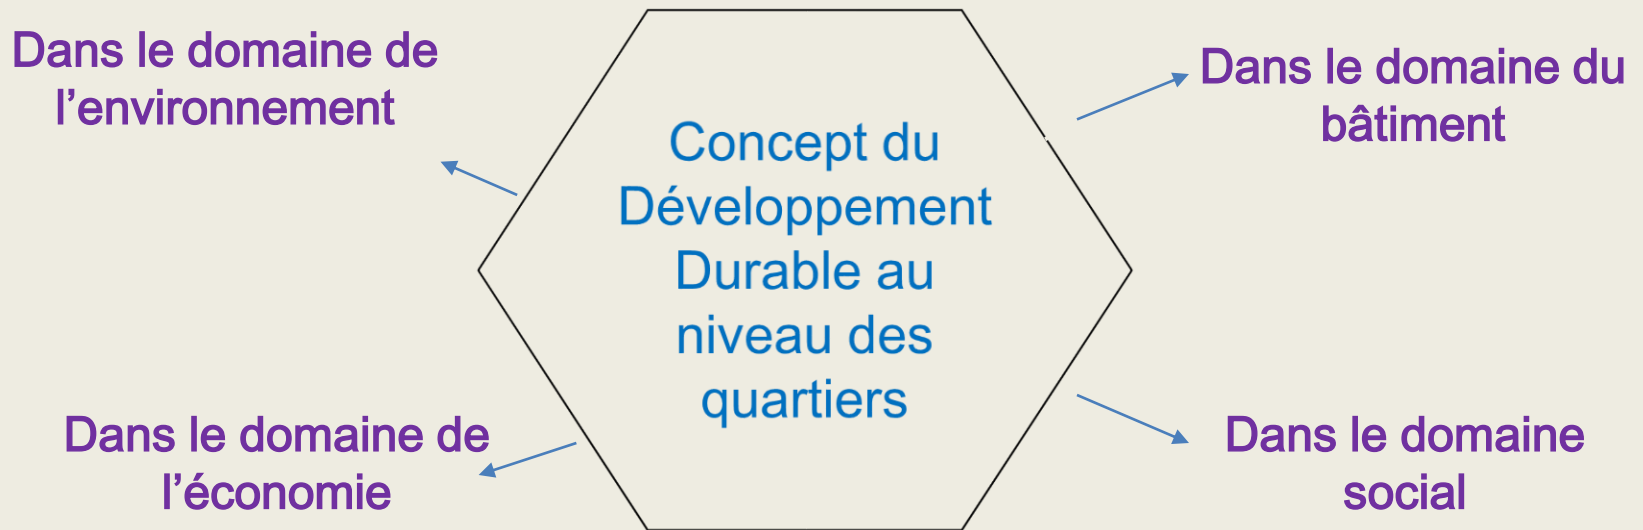 Dans le domaine de
l’environnement
Dans le domaine du
bâtiment
Concept du
Développement
Durable au
niveau des
quartiers
Dans le domaine de
l’économie
Dans le domaine
social